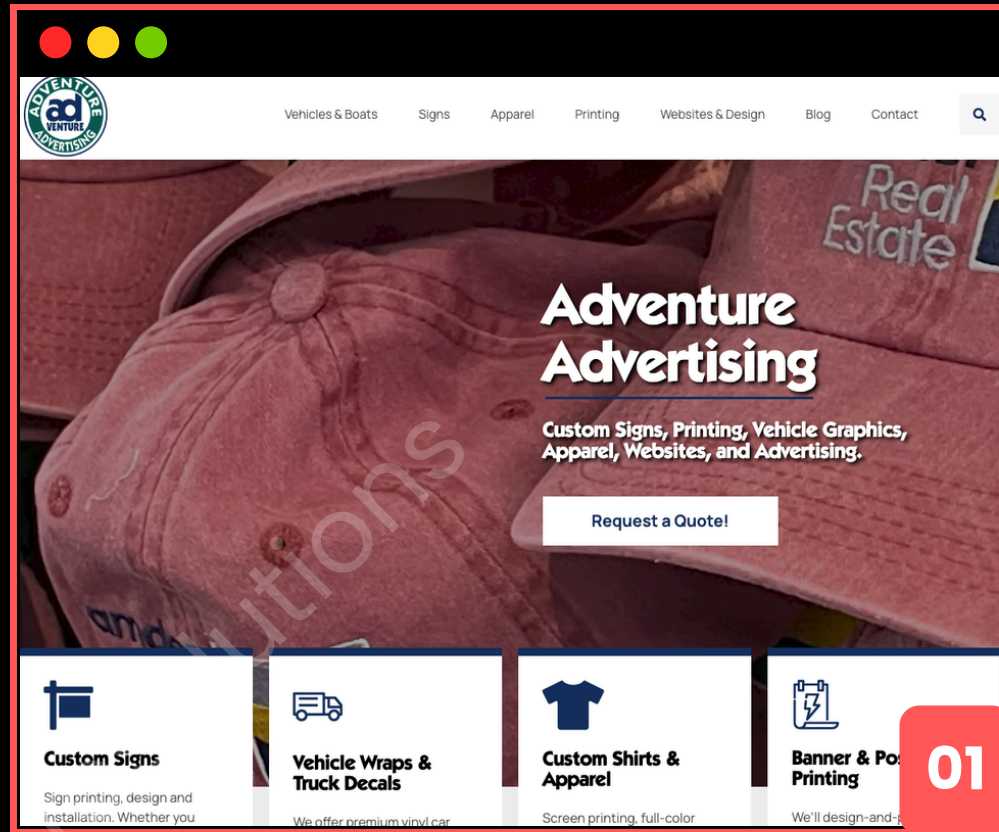 ADVENTURE
ad
VENTURE
ADVERTISING
Vehicles & Boats Signs Apparel Printing Websites & Design Blog Contact
Real
Estate
Adventure
Advertising
Custom Signs, Printing, Vehicle Graphics,
Apparel, Websites, and Advertising.
Request a Quote!
utions
Custom Signs
Sign printing, design and
installation. Whether you
Vehicle Wraps &
Truck Decals
We offer premium vinyl car
Custom Shirts &
Apparel
Screen printing, full-color
Banner & Po
Printing
We'll design-and-
01